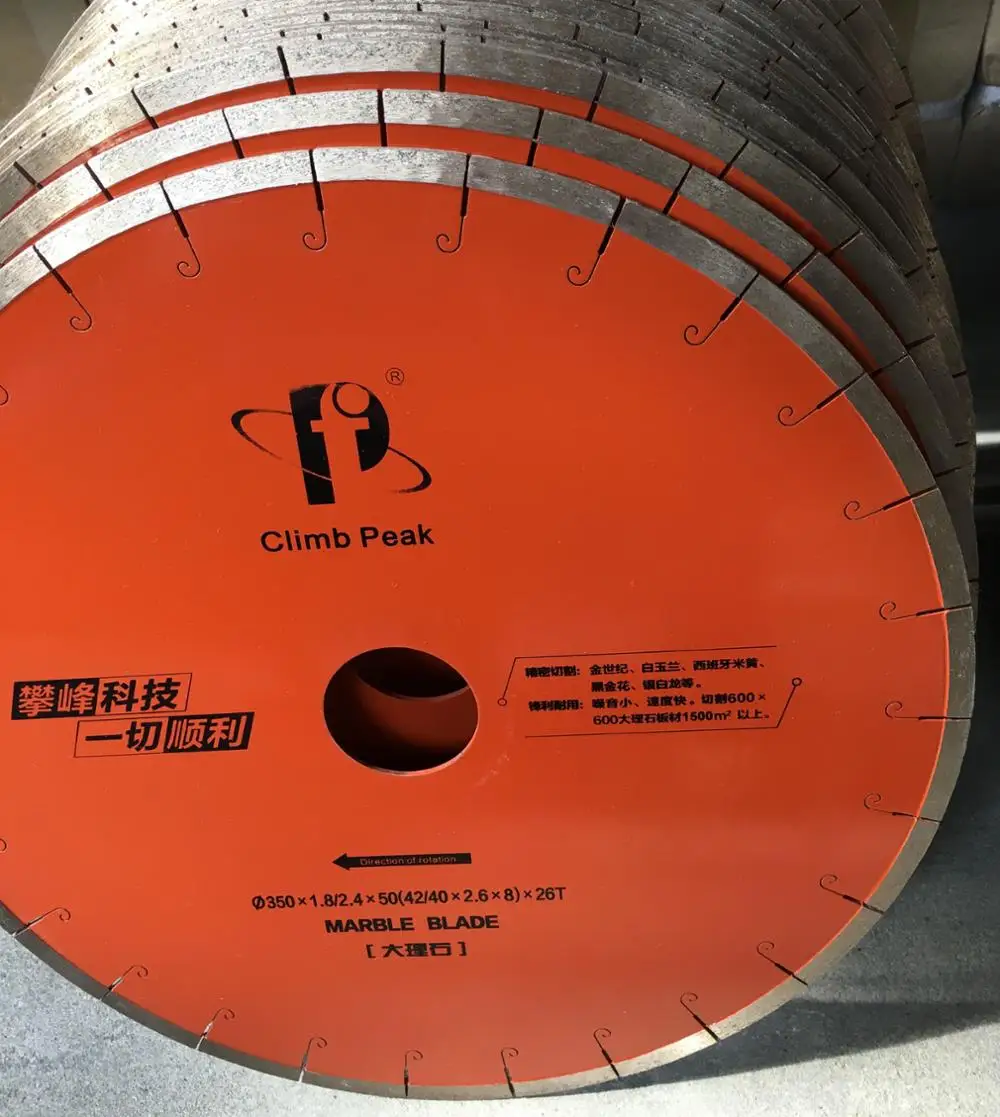 ®
Climb Peak
攀峰科技
一切顺利
精密切割：金世纪、白玉兰、西班牙米黄、
黑金花、银白龙等。
锋利耐用：噪音小、速度快。切割600×
600大理石板材1500m²以上。
Direction of rotation
Ø350×1.8/2.4×50(42/40×2.6×8)×26T
MARBLE BLADE
[大理石]